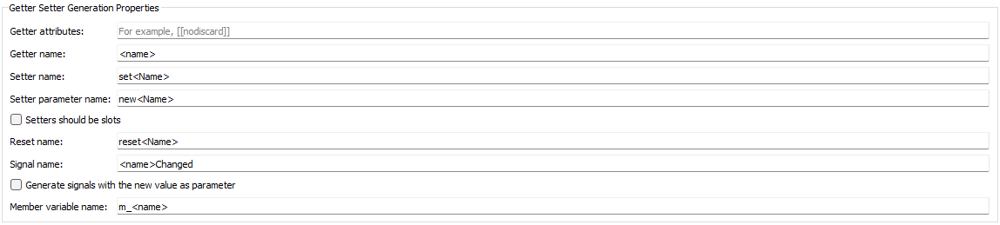 Getter Setter Generation Properties
Getter attributes: For example, [[nodiscard]]
Getter name: <name>
Setter name: set<Name>
Setter parameter name: new<Name>
Setters should be slots
Reset name: reset<Name>
Signal name: <name>Changed
Generate signals with the new value as parameter
Member variable name: m_<name>